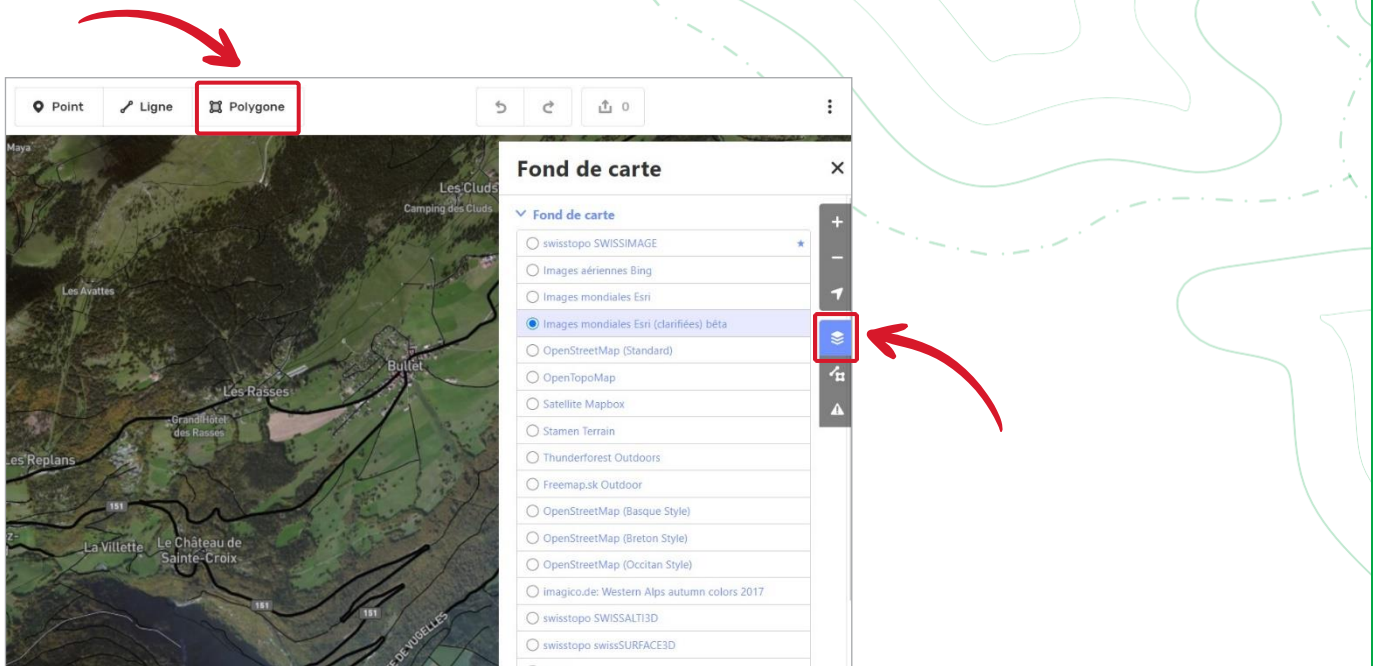 Point
Ligne
Polygone
0
Maya
Les Cluds
Camping des Cluds
Les Avattes
Bullet
Les Rasses
Grand Hôtel
des Rasses
Les Replans
151
La Villette
Le Château de
Sainte-Croix
161
151
DE VUGELLES
Fond de carte
Fond de carte
swisstopo SWISSIMAGE
Images aériennes Bing
Images mondiales Esri
Images mondiales Esri (clarifiées) bêta
OpenStreetMap (Standard)
OpenTopoMap
Satellite Mapbox
Stamen Terrain
Thunderforest Outdoors
Freemap.sk Outdoor
OpenStreetMap (Basque Style)
OpenStreetMap (Breton Style)
OpenStreetMap (Occitan Style)
imagico.de: Western Alps autumn colors 2017
swisstopo SWISSALTI3D
swisstopo swissSURFACE3D